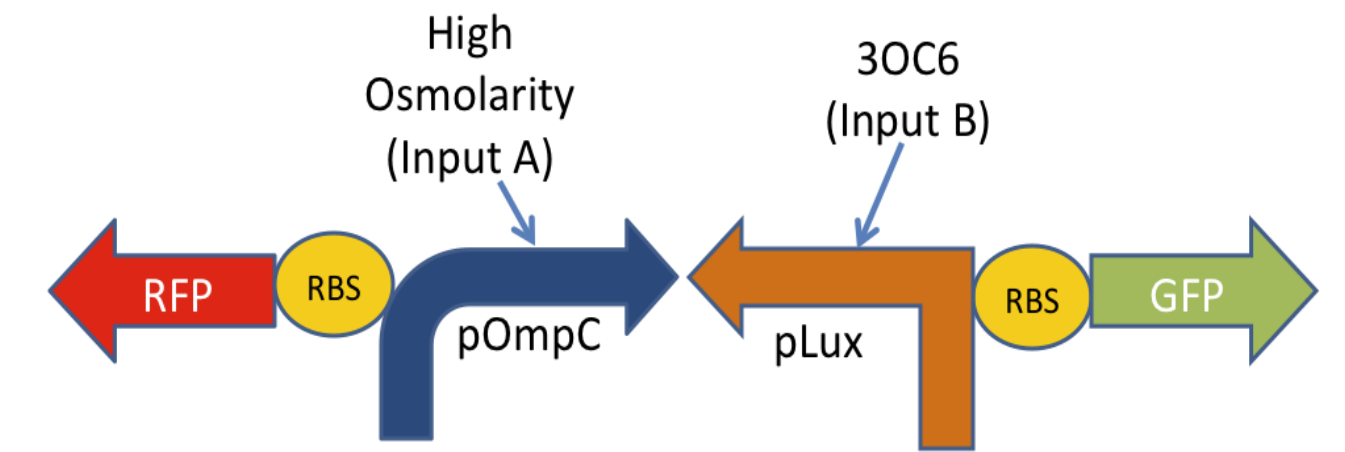 High
Osmolarity
(Input A)
3OC6
(Input B)
RFP
RBS
pOmpC
pLux
RBS
GFP